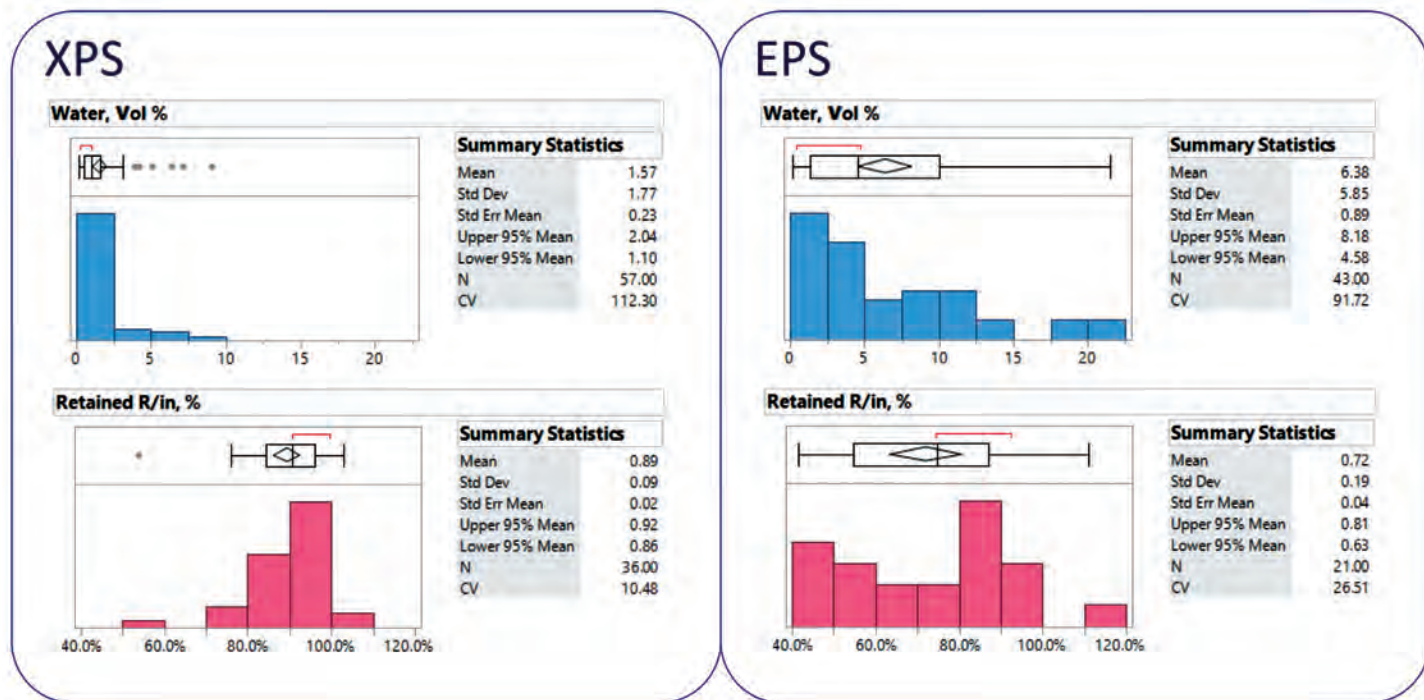 XPS
Water, Vol %
Summary Statistics
Mean 1.57
Std Dev 1.77
Std Err Mean 0.23
Upper 95% Mean 2.04
Lower 95% Mean 1.10
N 57.00
CV 112.30
0 5 10 15 20
Retained R/in, %
Summary Statistics
Mean 0.89
Std Dev 0.09
Std Err Mean 0.02
Upper 95% Mean 0.92
Lower 95% Mean 0.86
N 36.00
CV 10.48
40.0% 60.0% 80.0% 100.0% 120.0%
EPS
Water, Vol %
Summary Statistics
Mean 6.38
Std Dev 5.85
Std Err Mean 0.89
Upper 95% Mean 8.18
Lower 95% Mean 4.58
N 43.00
CV 91.72
0 5 10 15 20
Retained R/in, %
Summary Statistics
Mean 0.72
Std Dev 0.19
Std Err Mean 0.04
Upper 95% Mean 0.81
Lower 95% Mean 0.63
N 21.00
CV 26.51
40.0% 60.0% 80.0% 100.0% 120.0%